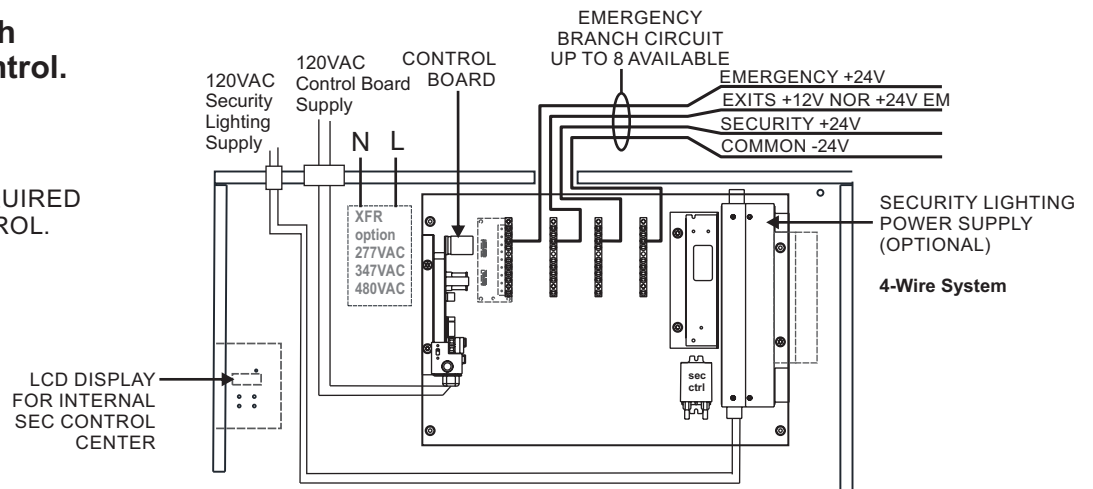 h
ntrol.
UIRED
ROL.
120VAC
Security
Lighting
Supply
120VAC
Control Board
Supply
N L
CONTROL
BOARD
EMERGENCY
BRANCH CIRCUIT
UP TO 8 AVAILABLE
EMERGENCY +24V
EXITS +12V NOR +24V EM
SECURITY +24V
COMMON -24V
XFR
option
277VAC
347VAC
480VAC
SECURITY LIGHTING
POWER SUPPLY
(OPTIONAL)
4-Wire System
sec
ctrl
LCD DISPLAY
FOR INTERNAL
SEC CONTROL
CENTER